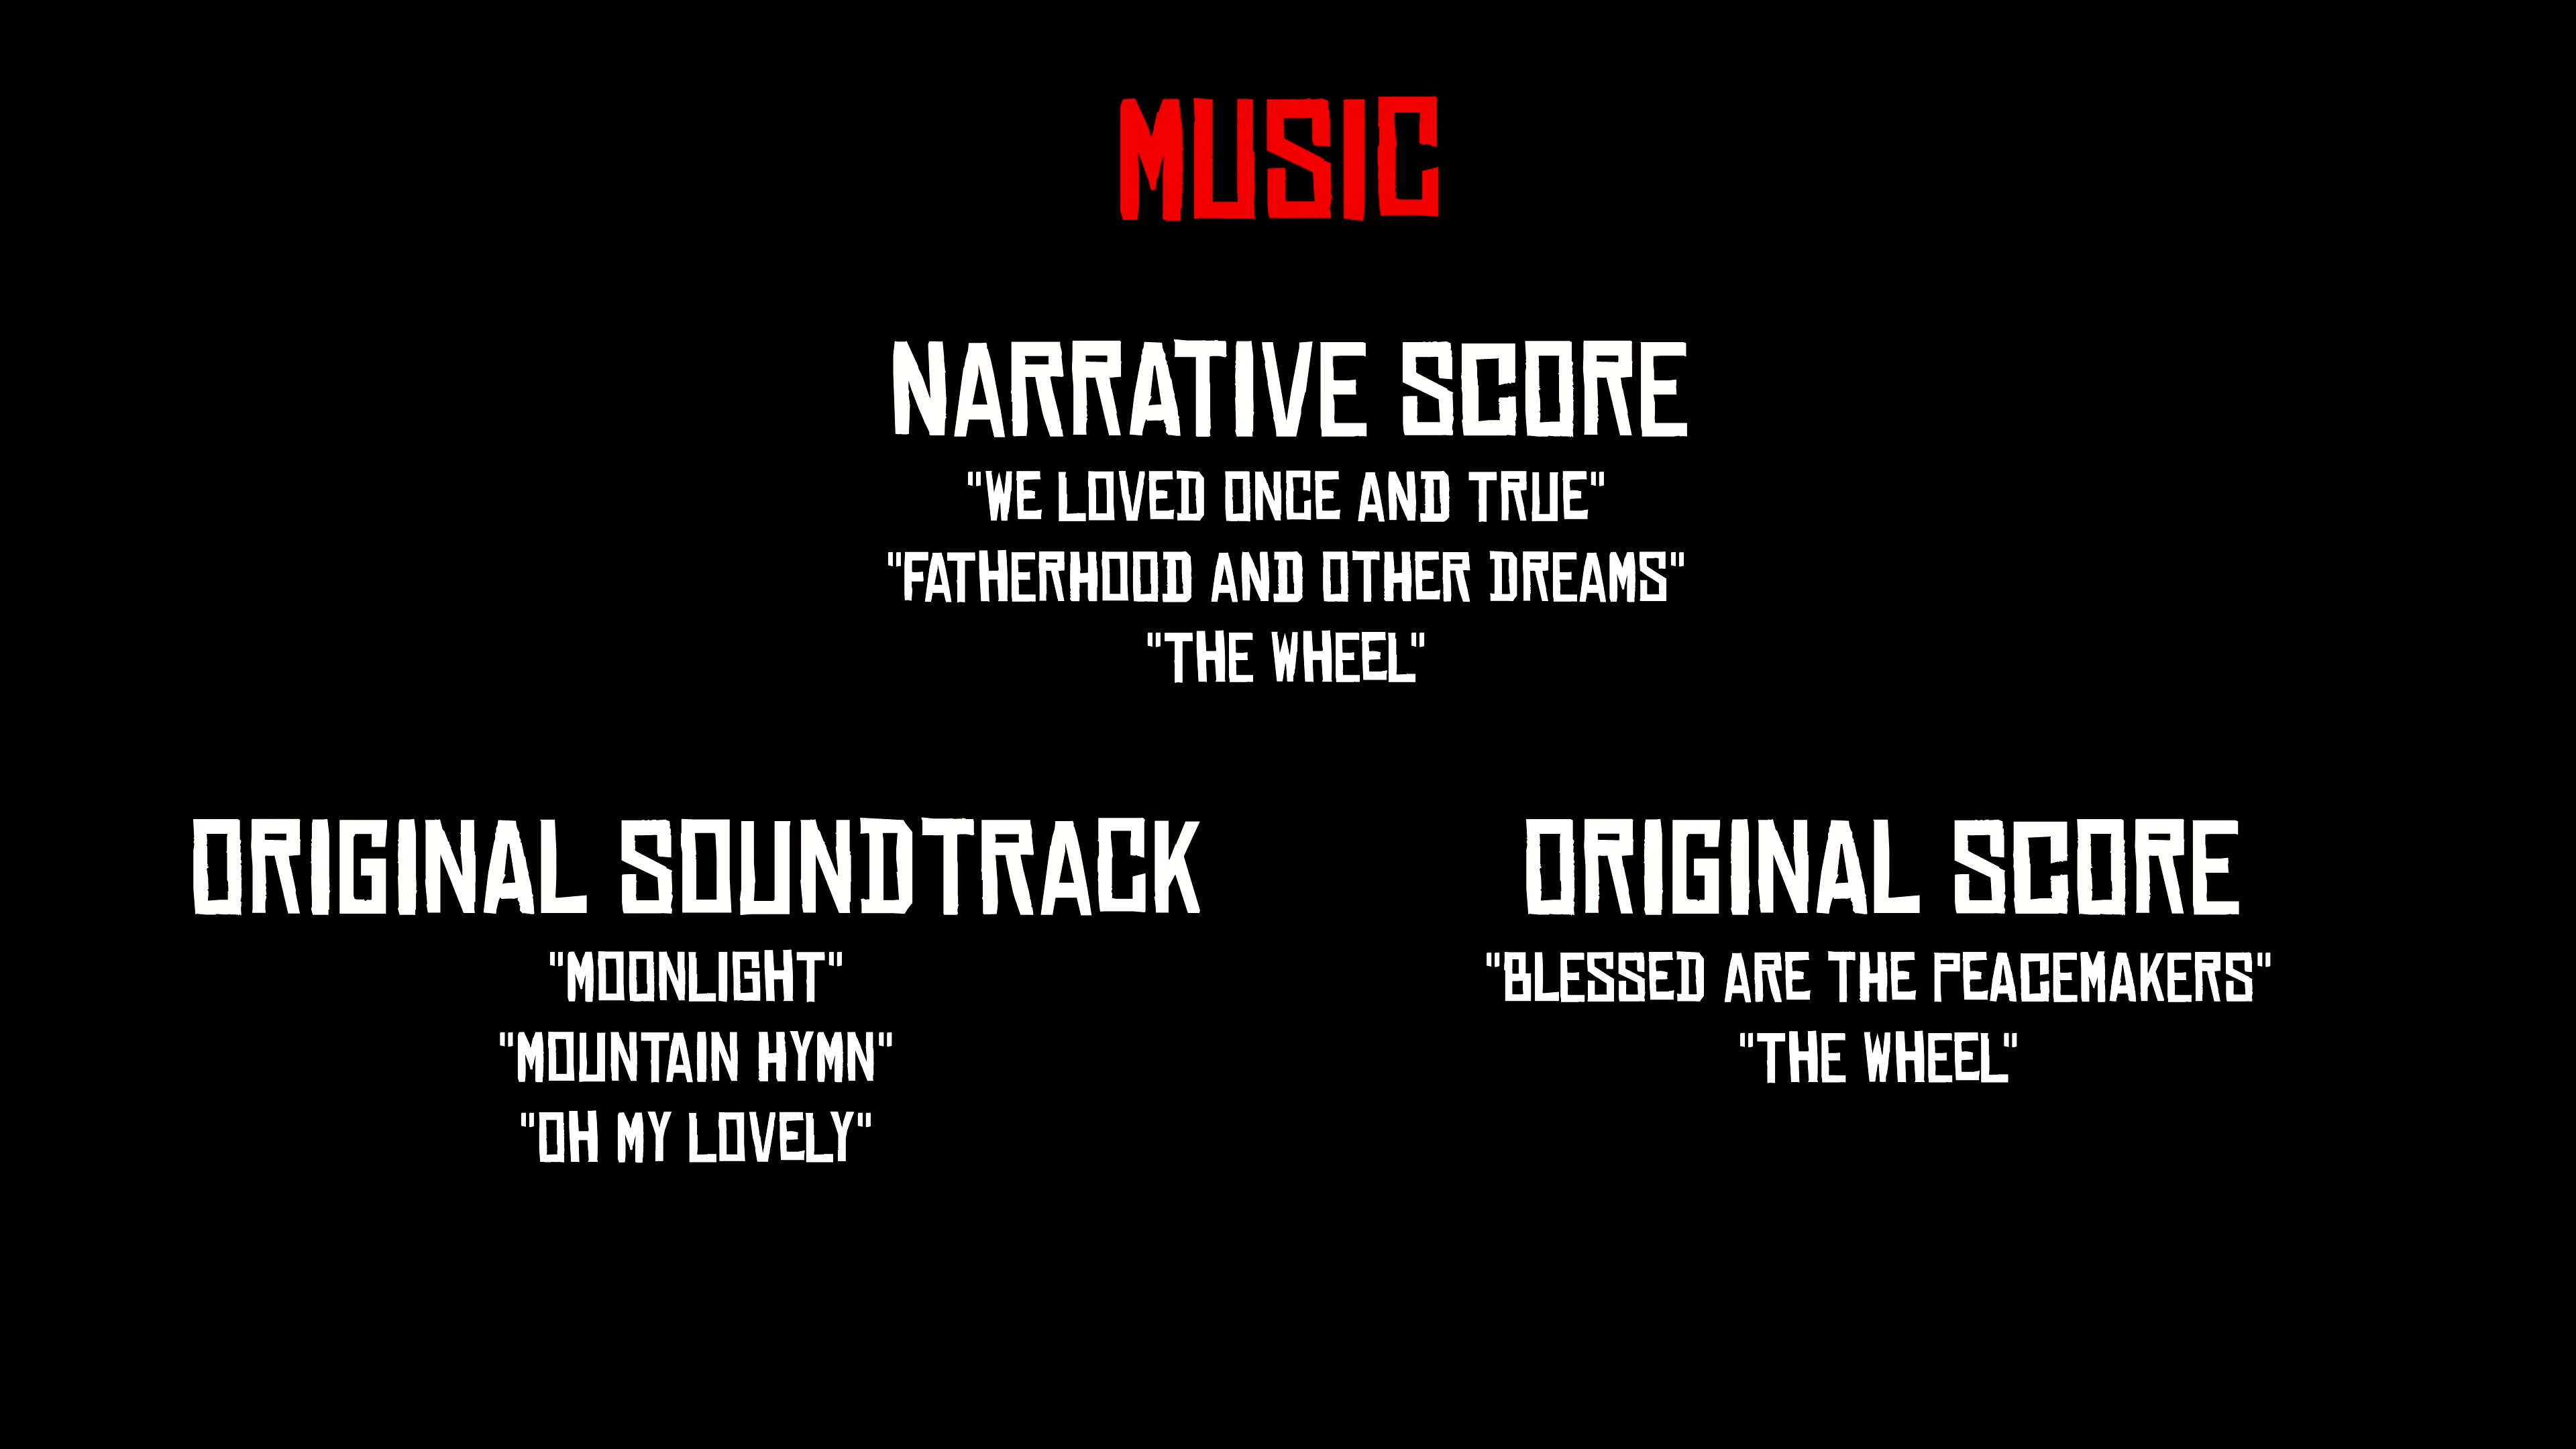 MUSIC
NARRATIVE SCORE
"WE LOVED ONCE AND TRUE"
"FATHERHOOD AND OTHER DREAMS"
"THE WHEEL"
ORIGINAL SOUNDTRACK
"MOONLIGHT"
"MOUNTAIN HYMN"
"OH MY LOVELY"
ORIGINAL SCORE
"BLESSED ARE THE PEACEMAKERS"
"THE WHEEL"